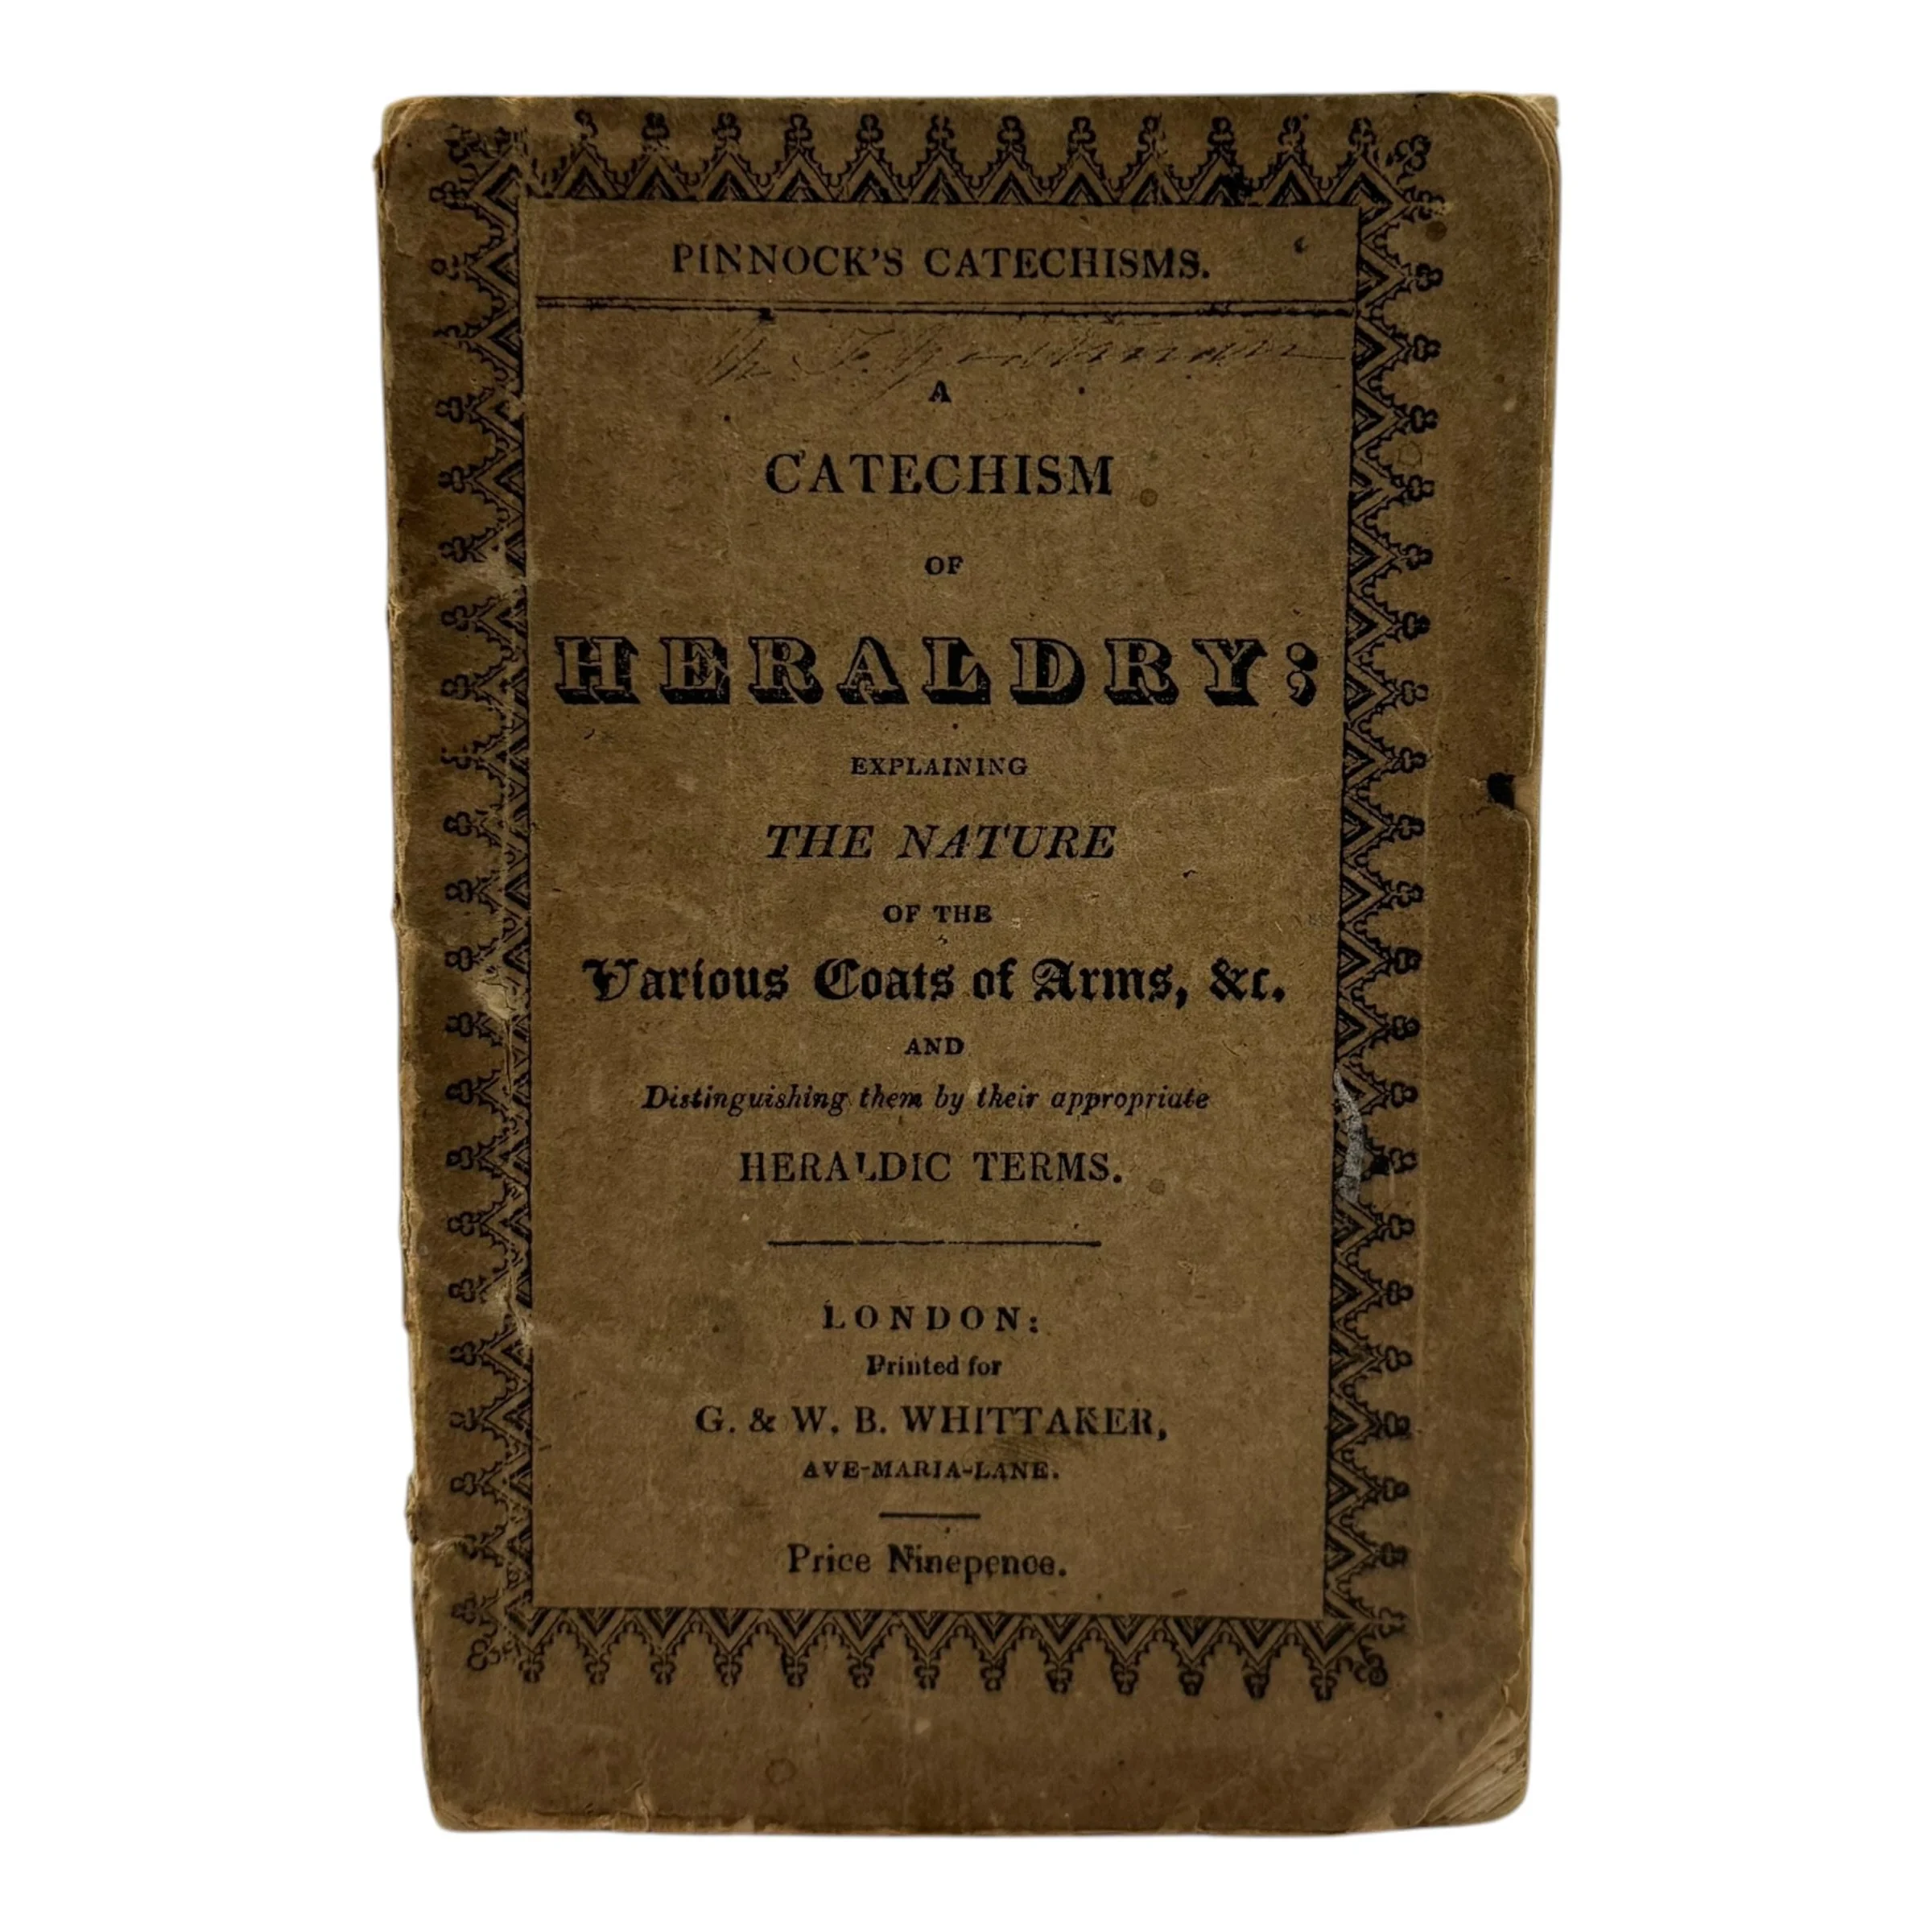 PINNOCK'S CATECHISMS.
A
CATECHISM
OF
HERALDRY;
EXPLAINING
THE NATURE
OF THE
Various Coats of Arms, &c.
AND
Distinguishing them by their appropriate
HERALDIC TERMS.
LONDON:
Printed for
G. & W. B. WHITTAKER,
AVE-MARIA-LANE.
Price Ninepence.